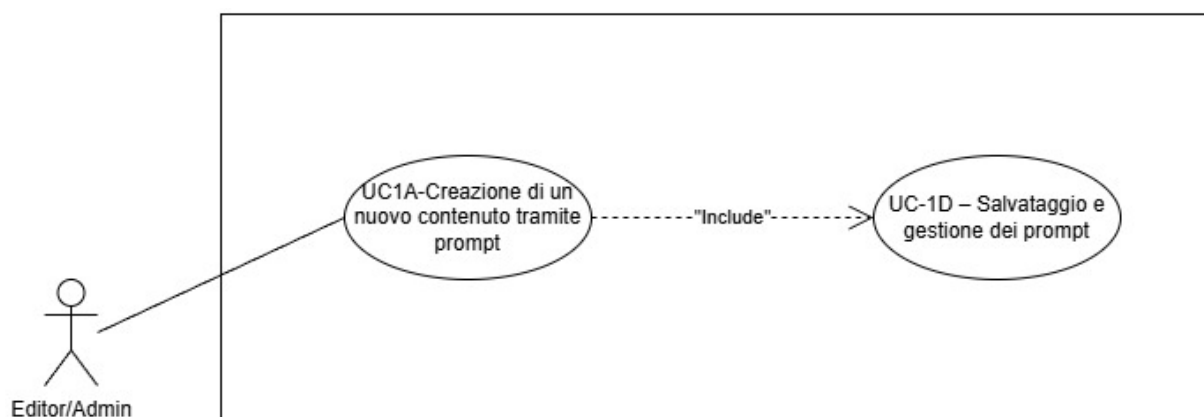 UC1A-Creazione di un
nuovo contenuto tramite
prompt
"Include"
UC-1D – Salvataggio e
gestione dei prompt
Editor/Admin